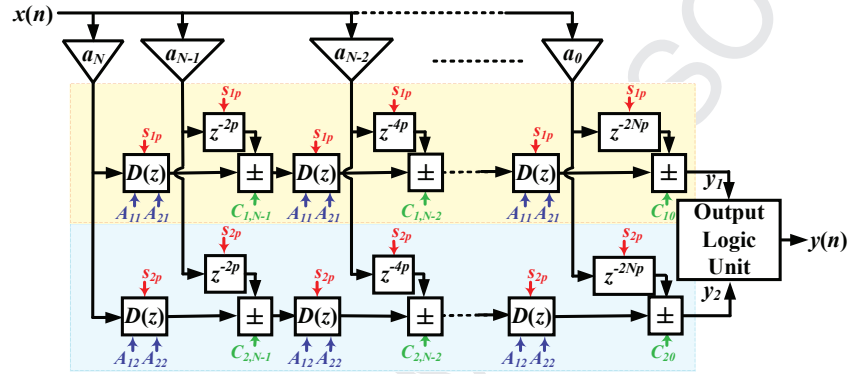 x(n)
a_N a_{N-1} a_{N-2} a_0
s_{1p} s_{1p} s_{1p}
z^{-2p} z^{-4p} z^{-2Np}
s_{1p} s_{1p} s_{1p}
D(z) ± D(z) ± D(z) ±
A_{11} A_{21} C_{1,N-1} A_{11} A_{21} C_{1,N-2} A_{11} A_{21} C_{10}
y_1
Output
Logic
Unit
y(n)
s_{2p} s_{2p} s_{2p}
z^{-2p} z^{-4p} z^{-2Np}
s_{2p} s_{2p} s_{2p}
y_2
D(z) ± D(z) ± D(z) ±
A_{12} A_{22} C_{2,N-1} A_{12} A_{22} C_{2,N-2} A_{12} A_{22} C_{20}